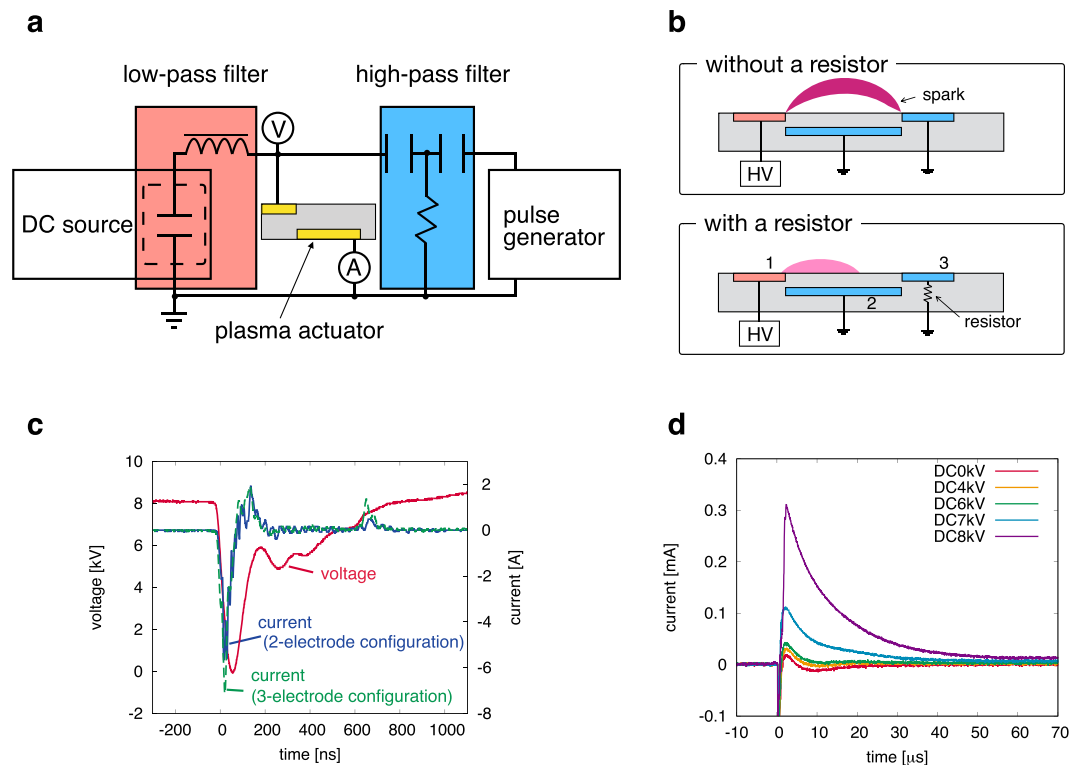 a
low-pass filter
high-pass filter
V
DC source
pulse
generator
A
plasma actuator
b
without a resistor
spark
HV
with a resistor
1
3
2
resistor
HV
c
10
8
6
4
2
0
-2
voltage [kV]
2
0
-2
-4
-6
-8
current [A]
voltage
current
(2-electrode configuration)
current
(3-electrode configuration)
-200
0
200
400
600
800
1000
time [ns]
d
0.4
0.3
0.2
0.1
0
-0.1
current [mA]
DC0kV
DC4kV
DC6kV
DC7kV
DC8kV
-10
0
10
20
30
40
50
60
70
time [μs]